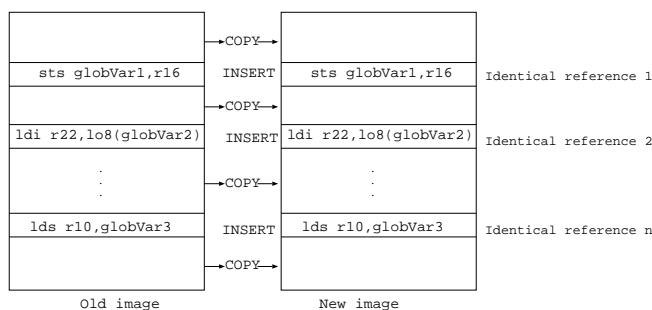 COPY
sts globVar1,r16 INSERT sts globVar1,r16 Identical reference 1
COPY
ldi r22,lo8(globVar2) INSERT ldi r22,lo8(globVar2) Identical reference 2
. .
. COPY .
. .
lds r10,globVar3 INSERT lds r10,globVar3 Identical reference n
COPY
Old image New image